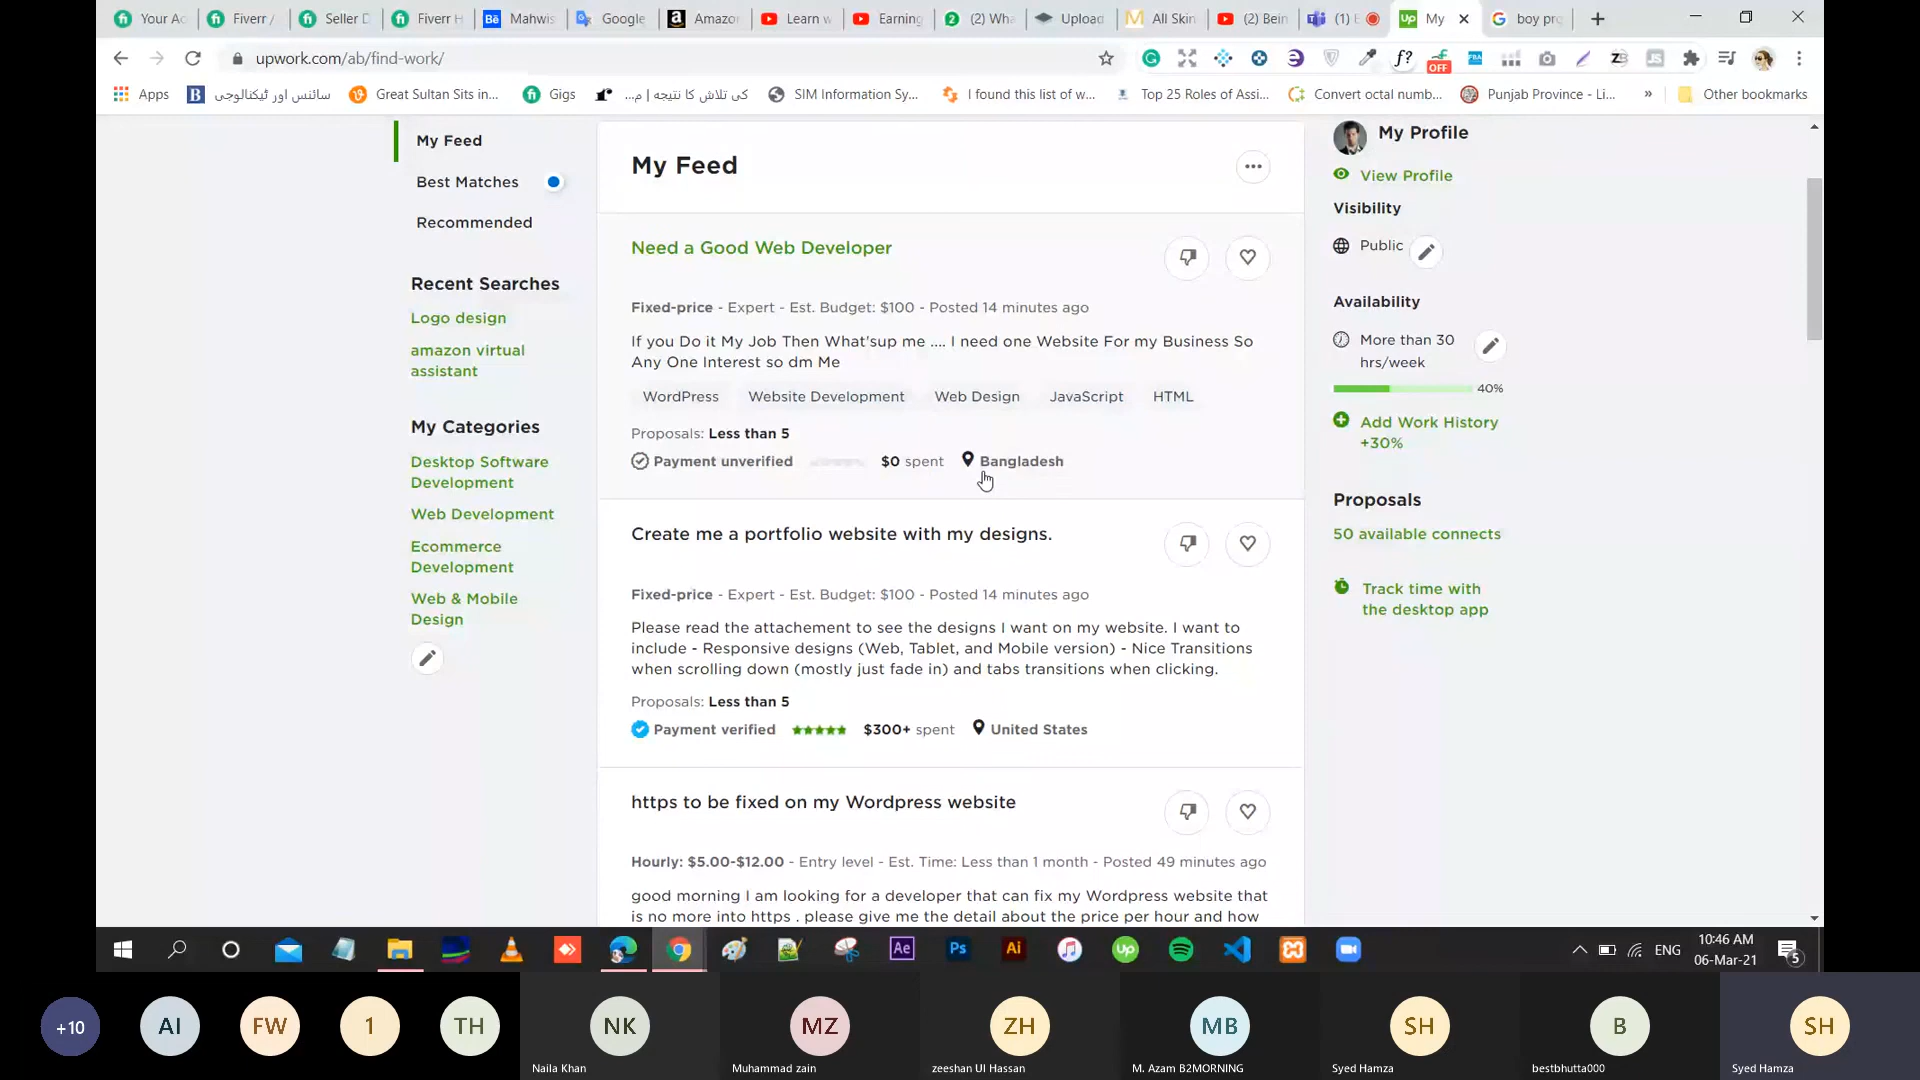 Your Ac
Fiverr /
Seller D
Fiverr H
Mahwis
Google
Amazon
Learn w
Earning
(2) Wha
Upload
All Skin
(2) Bein
(1)
My
boy pro
upwork.com/ab/find-work/
OFF
Apps
سائنس اور ٹیکنالوجی
Great Sultan Sits in...
Gigs
کی تلاش کا نتیجه | م...
SIM Information Sy...
I found this list of w...
Top 25 Roles of Assi...
Convert octal numb...
Punjab Province - Li...
»
Other bookmarks
My Feed
Best Matches
Recommended
Recent Searches
Logo design
amazon virtual
assistant
My Categories
Desktop Software
Development
Web Development
Ecommerce
Development
Web & Mobile
Design
My Feed
Need a Good Web Developer
Fixed-price - Expert - Est. Budget: $100 - Posted 14 minutes ago
If you Do it My Job Then What'sup me .... I need one Website For my Business So
Any One Interest so dm Me
WordPress Website Development Web Design JavaScript HTML
Proposals: Less than 5
Payment unverified $0 spent Bangladesh
Create me a portfolio website with my designs.
Fixed-price - Expert - Est. Budget: $100 - Posted 14 minutes ago
Please read the attachement to see the designs I want on my website. I want to
include - Responsive designs (Web, Tablet, and Mobile version) - Nice Transitions
when scrolling down (mostly just fade in) and tabs transitions when clicking.
Proposals: Less than 5
Payment verified $300+ spent United States
https to be fixed on my Wordpress website
Hourly: $5.00-$12.00 - Entry level - Est. Time: Less than 1 month - Posted 49 minutes ago
good morning I am looking for a developer that can fix my Wordpress website that
is no more into https . please give me the detail about the price per hour and how
My Profile
View Profile
Visibility
Public
Availability
More than 30
hrs/week
40%
Add Work History
+30%
Proposals
50 available connects
Track time with
the desktop app
Ae
Ps
Ai
ENG
10:46 AM
06-Mar-21
5
+10
AI
FW
1
TH
NK
MZ
ZH
MB
SH
B
SH
Naila Khan
Muhammad zain
zeeshan Ul Hassan
M. Azam B2MORNING
Syed Hamza
bestbhutta000
Syed Hamza